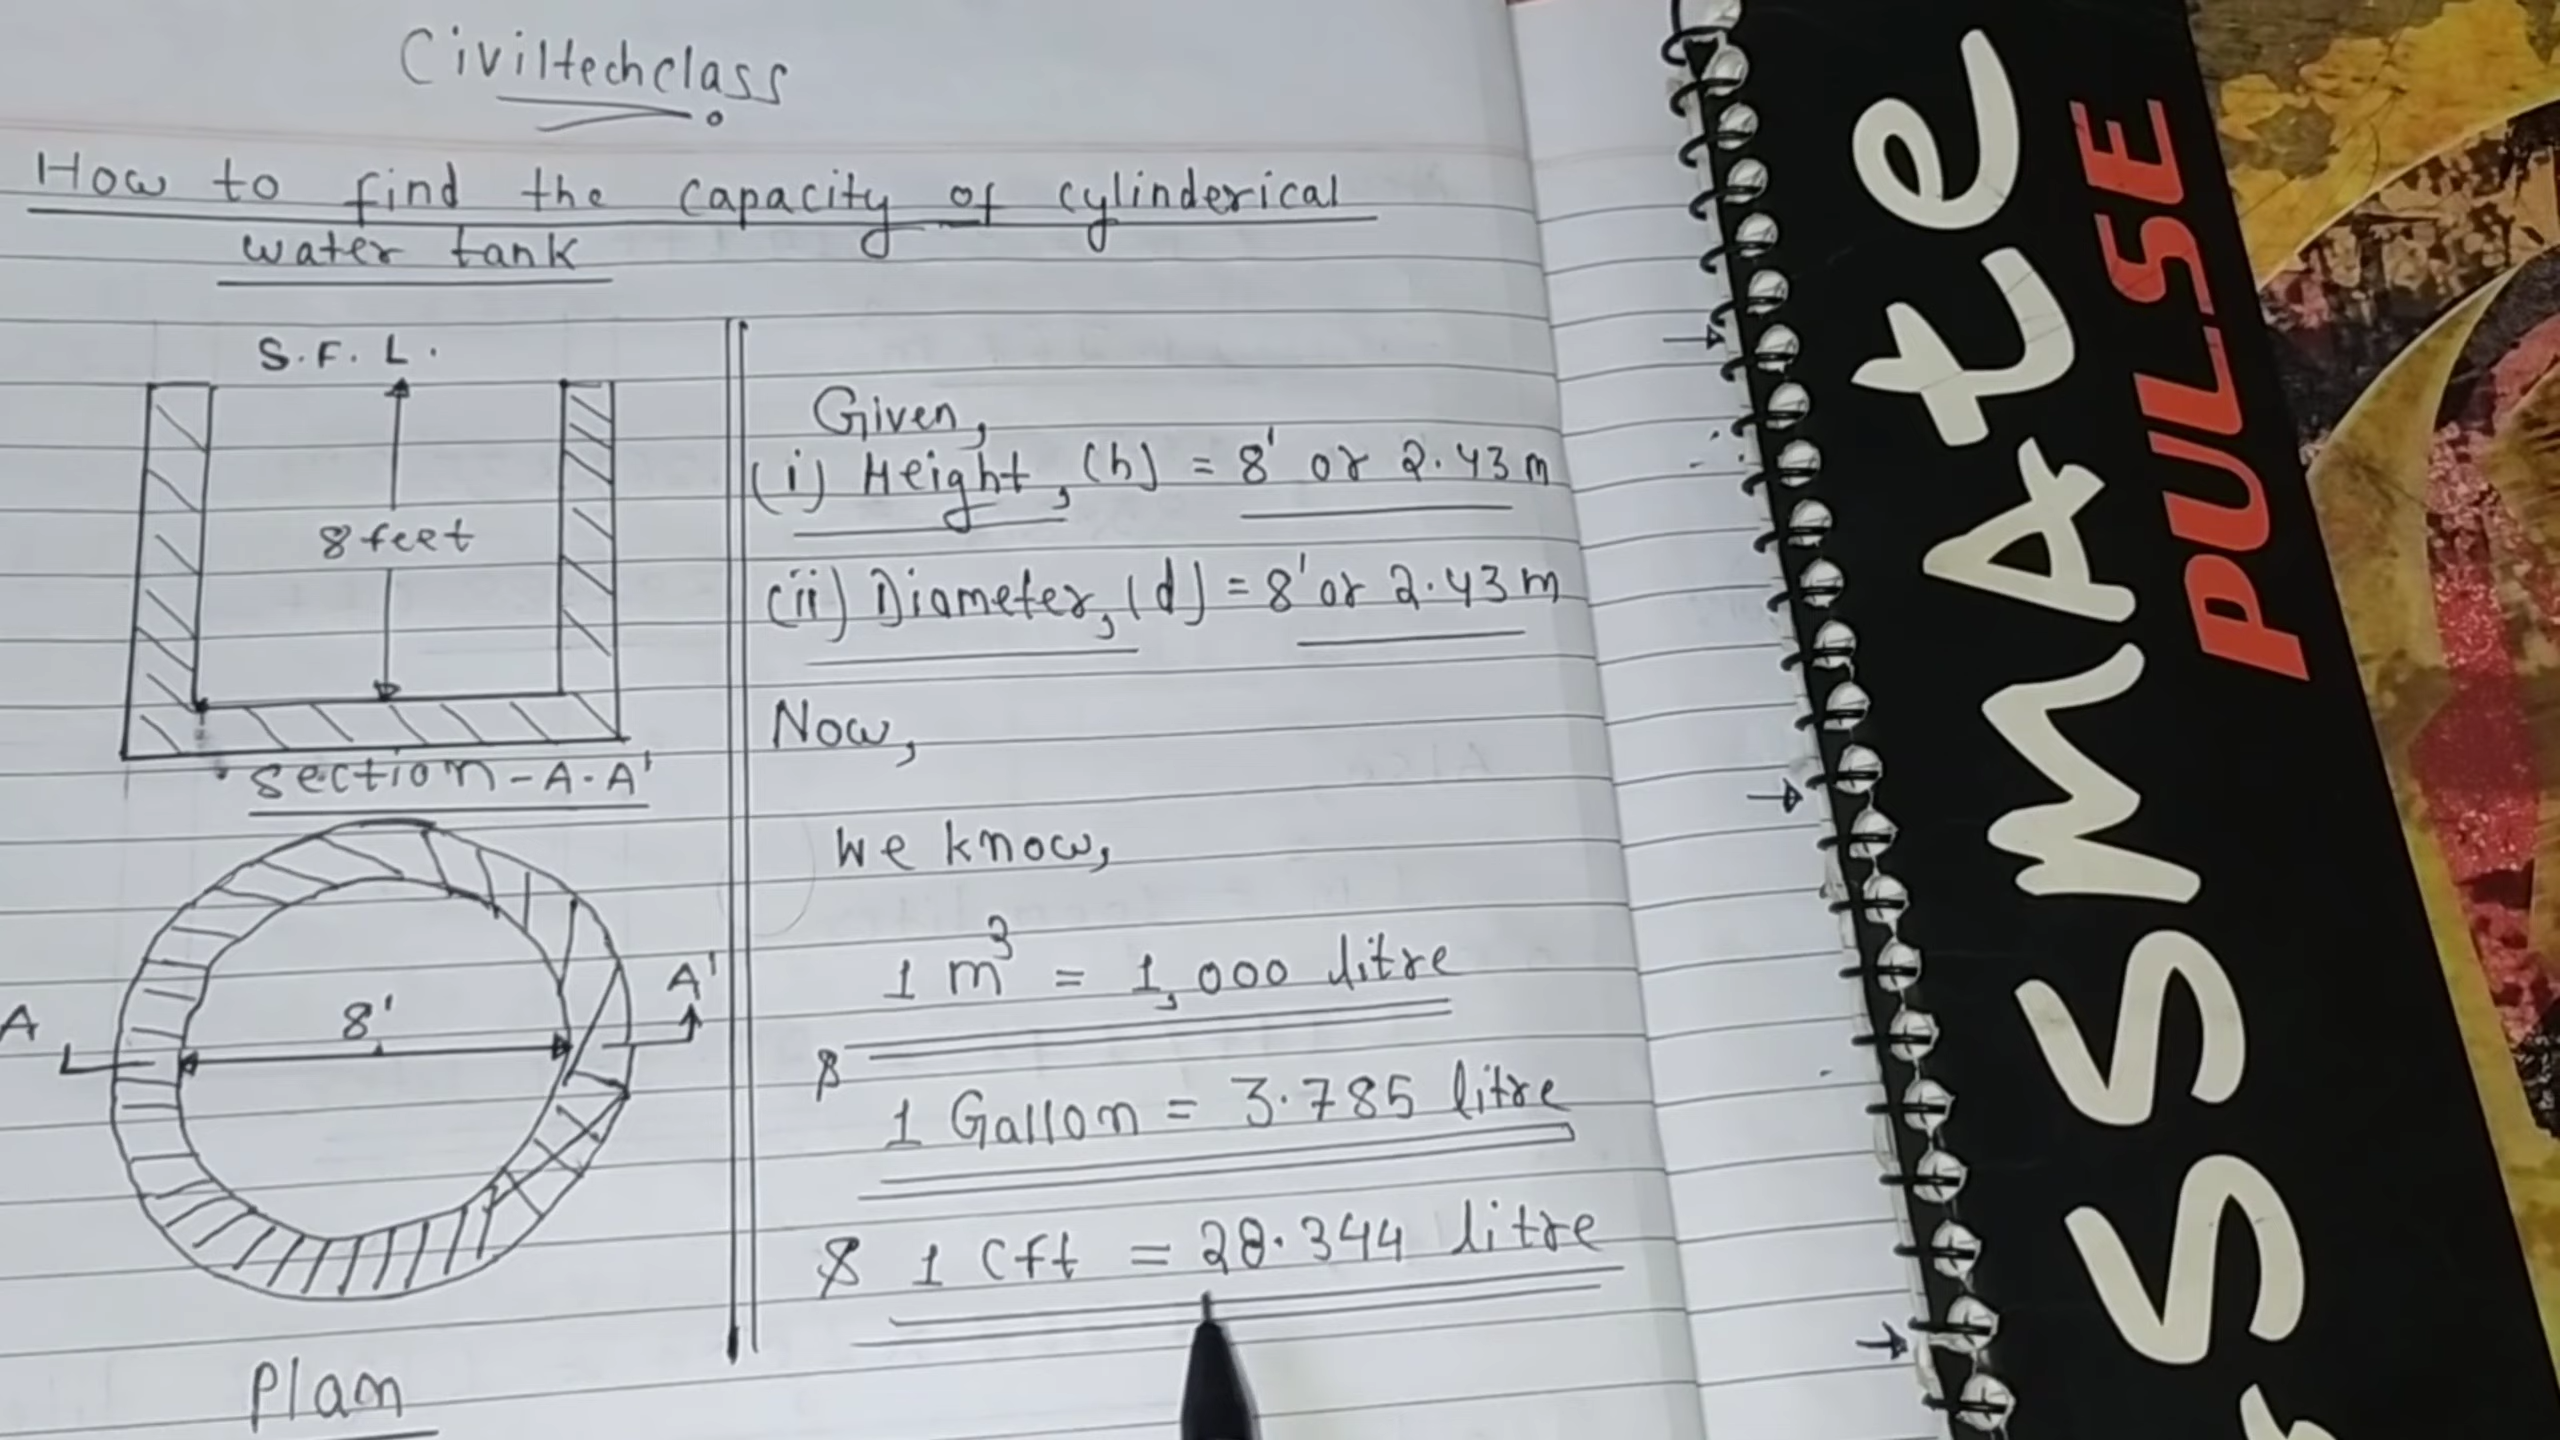 Civiltechclass
How to find the capacity of cylinderical
water tank
S.F.L.
8 feet
Section-A-A'
A
8'
A'
Plan
Given,
(i) Height, (h) = 8' or 2.43 m
(ii) Diameter, (d) = 8' or 2.43 m
Now,
We know,
1 m³ = 1,000 litre
& 1 Gallon = 3.785 litre
& 1 Cft = 28.344 litre
ssmAte
PULSE